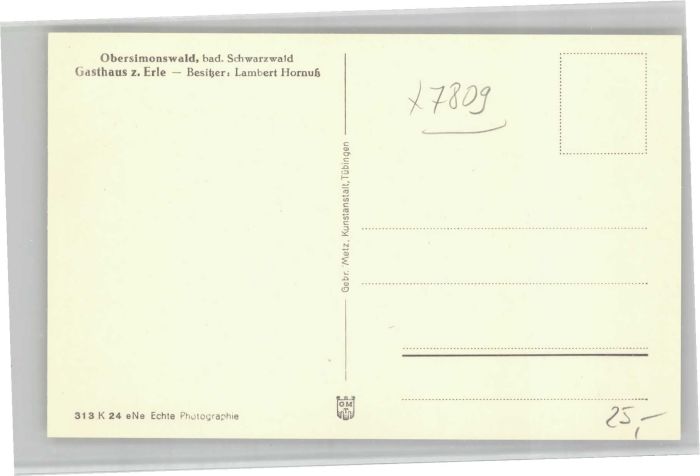 Obersimonswald, bad. Schwarzwald
Gasthaus z. Erle — Besitzer: Lambert Hornuß
x7809
Gebr. Metz, Kunstanstalt, Tübingen
GM
T
313 K 24 eNe Echte Photographie
25,-